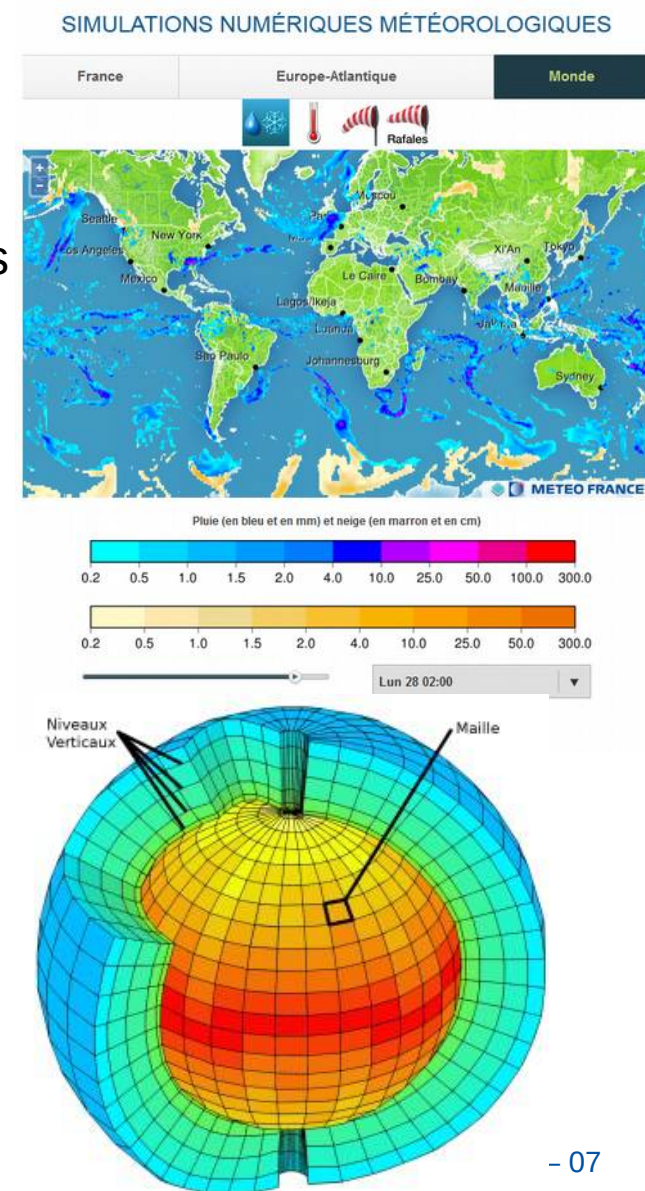 SIMULATIONS NUMÉRIQUES MÉTÉOROLOGIQUES
France Europe-Atlantique Monde
Rafales
+
-
s
Seattle
Moscou
New York
Los Angeles
Xi'An Tokyo
Mexico
Le Caire Bombay
Manille
Lagos/Ikeja
Luanda
Sao Paulo
Johannesburg
Sydney
METEO FRANCE
Pluie (en bleu et en mm) et neige (en marron et en cm)
0.2 0.5 1.0 1.5 2.0 4.0 10.0 25.0 50.0 100.0 300.0
0.2 0.5 1.0 1.5 2.0 4.0 10.0 25.0 50.0 300.0
Lun 28 02:00
Niveaux
Verticaux
Maille
– 07